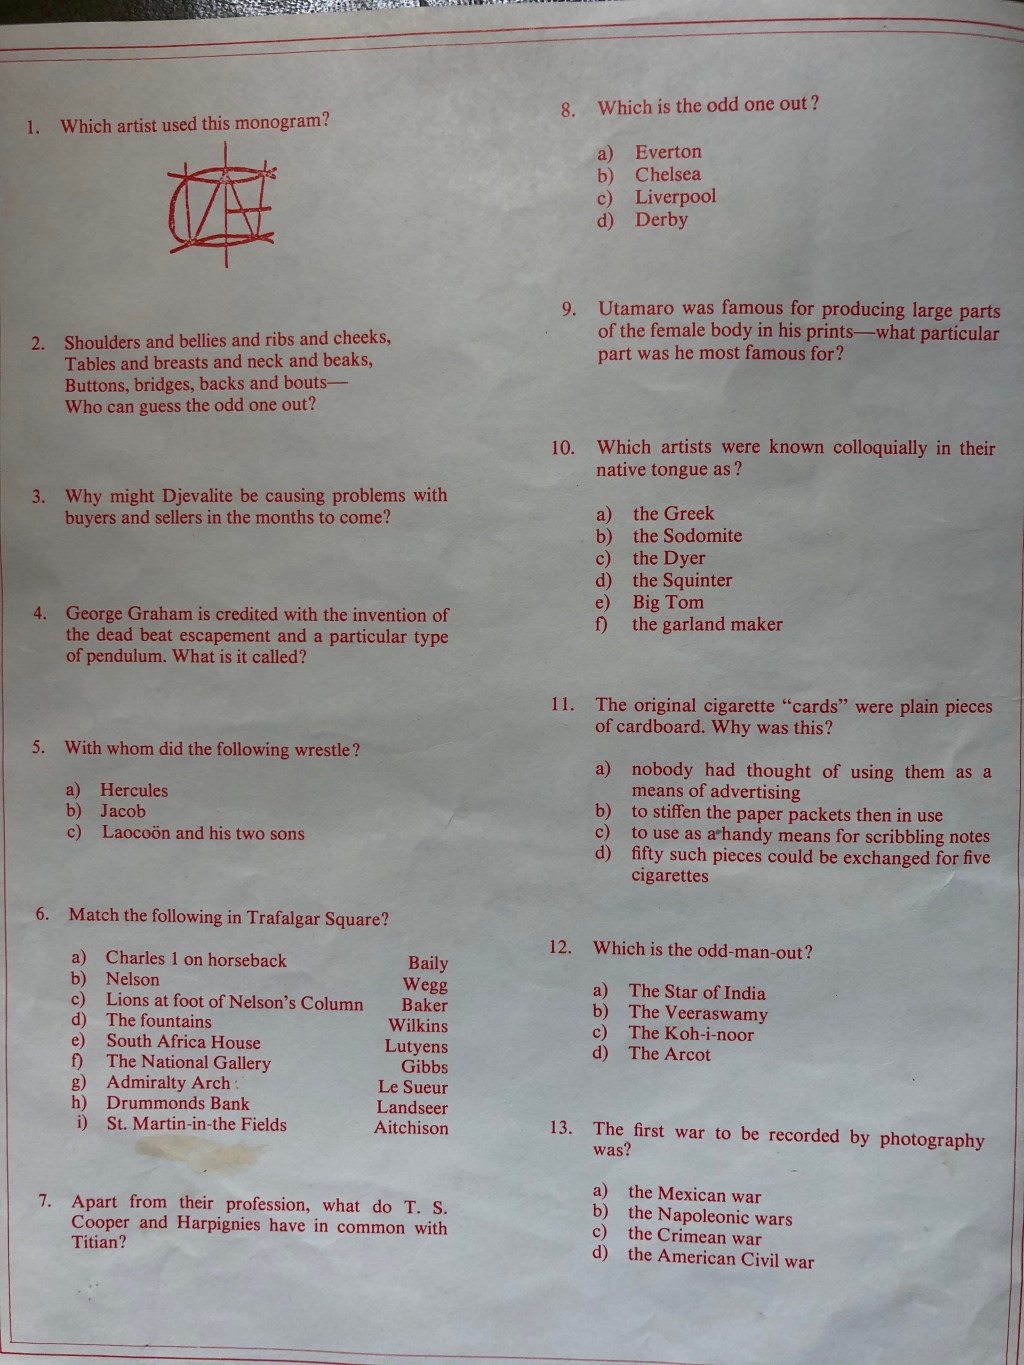 1. Which artist used this monogram?
2. Shoulders and bellies and ribs and cheeks,
Tables and breasts and neck and beaks,
Buttons, bridges, backs and bouts—
Who can guess the odd one out?
3. Why might Djevalite be causing problems with
buyers and sellers in the months to come?
4. George Graham is credited with the invention of
the dead beat escapement and a particular type
of pendulum. What is it called?
5. With whom did the following wrestle?
a) Hercules
b) Jacob
c) Laocoön and his two sons
6. Match the following in Trafalgar Square?
a) Charles 1 on horseback Baily
b) Nelson Wegg
c) Lions at foot of Nelson's Column Baker
d) The fountains Wilkins
e) South Africa House Lutyens
f) The National Gallery Gibbs
g) Admiralty Arch Le Sueur
h) Drummonds Bank Landseer
i) St. Martin-in-the Fields Aitchison
7. Apart from their profession, what do T. S.
Cooper and Harpignies have in common with
Titian?
8. Which is the odd one out?
a) Everton
b) Chelsea
c) Liverpool
d) Derby
9. Utamaro was famous for producing large parts
of the female body in his prints—what particular
part was he most famous for?
10. Which artists were known colloquially in their
native tongue as?
a) the Greek
b) the Sodomite
c) the Dyer
d) the Squinter
e) Big Tom
f) the garland maker
11. The original cigarette “cards” were plain pieces
of cardboard. Why was this?
a) nobody had thought of using them as a
means of advertising
b) to stiffen the paper packets then in use
c) to use as a handy means for scribbling notes
d) fifty such pieces could be exchanged for five
cigarettes
12. Which is the odd-man-out?
a) The Star of India
b) The Veeraswamy
c) The Koh-i-noor
d) The Arcot
13. The first war to be recorded by photography
was?
a) the Mexican war
b) the Napoleonic wars
c) the Crimean war
d) the American Civil war